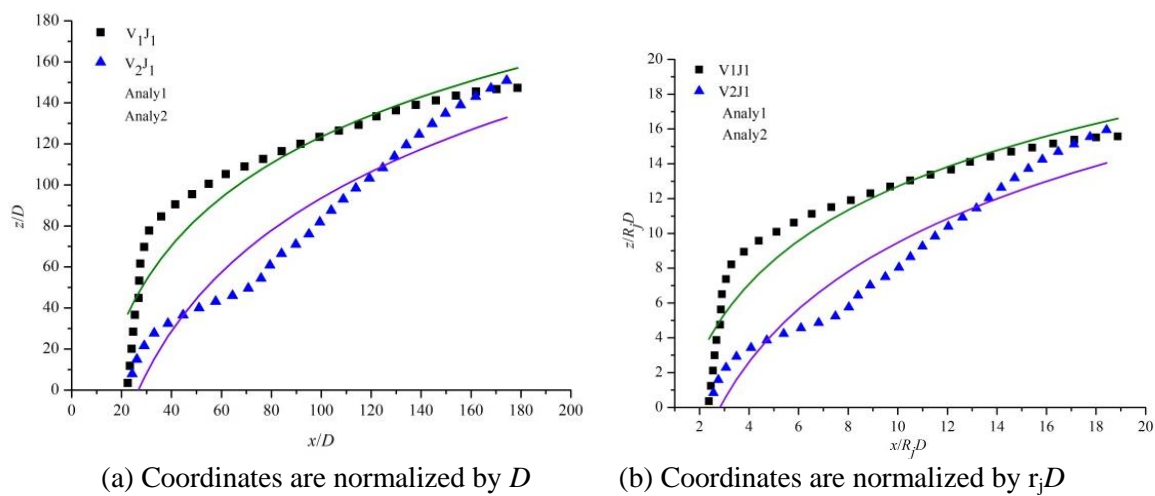 180
160
140
120
100
80
60
40
20
0
z/D
V1J1
V2J1
Analy1
Analy2
0 20 40 60 80 100 120 140 160 180 200
x/D
20
18
16
14
12
10
8
6
4
2
0
z/RjD
V1J1
V2J1
Analy1
Analy2
2 4 6 8 10 12 14 16 18 20
x/RjD
(a) Coordinates are normalized by D
(b) Coordinates are normalized by rjD